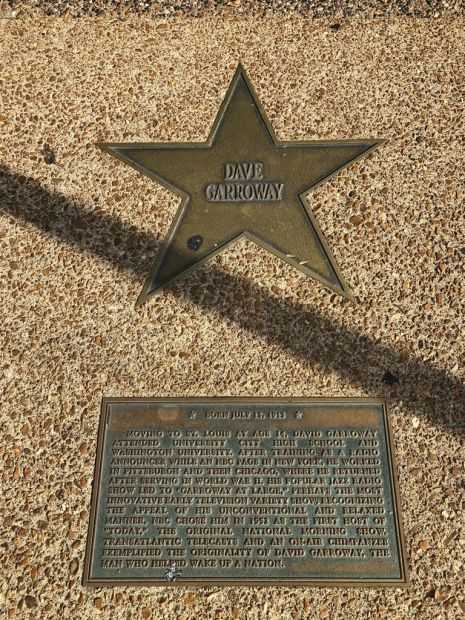 DAVE
GARROWAY
★ BORN JULY 13, 1913 ★
MOVING TO ST. LOUIS AT AGE 14, DAVID GARROWAY
ATTENDED UNIVERSITY CITY HIGH SCHOOL AND
WASHINGTON UNIVERSITY. AFTER TRAINING AS A RADIO
ANNOUNCER WHILE AN NBC PAGE IN NEW YORK, HE WORKED
IN PITTSBURGH AND THEN CHICAGO, WHERE HE RETURNED
AFTER SERVING IN WORLD WAR II. HIS POPULAR JAZZ RADIO
SHOW LED TO "GARROWAY AT LARGE," PERHAPS THE MOST
INNOVATIVE EARLY TELEVISION VARIETY SHOW. RECOGNIZING
THE APPEAL OF HIS UNCONVENTIONAL AND RELAXED
MANNER, NBC CHOSE HIM IN 1952 AS THE FIRST HOST OF
"TODAY," THE ORIGINAL NATIONAL MORNING SHOW.
TRANSATLANTIC TELECASTS AND AN ON-AIR CHIMPANZEE
EXEMPLIFIED THE ORIGINALITY OF DAVID GARROWAY, THE
MAN WHO HELPED WAKE UP A NATION.